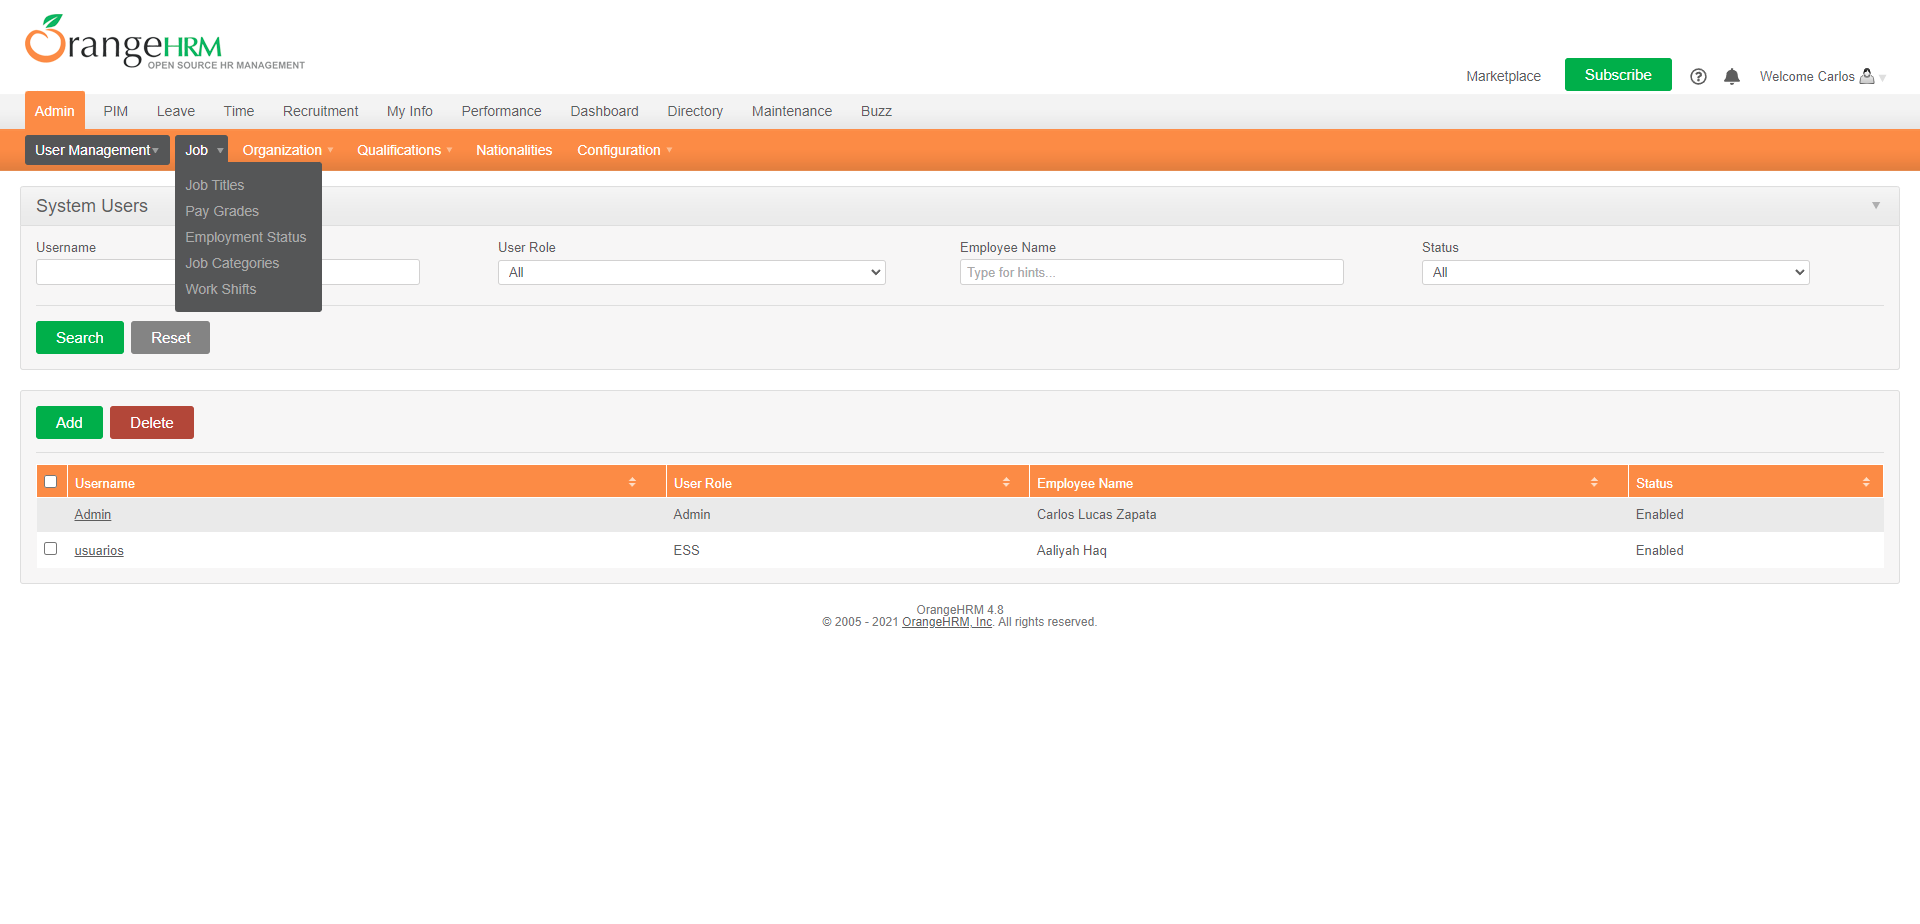 OrangeHRM
OPEN SOURCE HR MANAGEMENT
Marketplace Subscribe Welcome Carlos
Admin PIM Leave Time Recruitment My Info Performance Dashboard Directory Maintenance Buzz
User Management Job Organization Qualifications Nationalities Configuration
Job Titles
Pay Grades
Employment Status
Job Categories
Work Shifts
System Users
Username User Role Employee Name Status
All Type for hints... All
Search Reset
Add Delete
Username User Role Employee Name Status
Admin Admin Carlos Lucas Zapata Enabled
usuarios ESS Aaliyah Haq Enabled
OrangeHRM 4.8
© 2005 - 2021 OrangeHRM, Inc. All rights reserved.